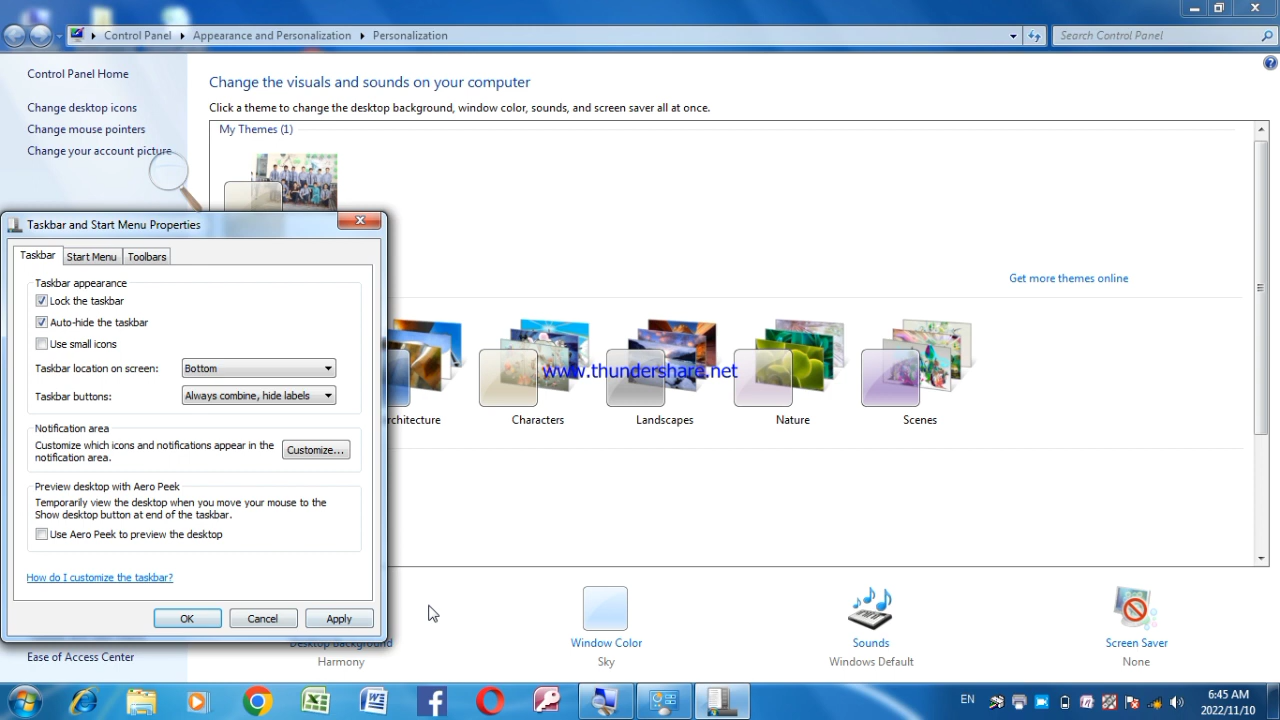 Control Panel
Appearance and Personalization
Personalization
Search Control Panel
Control Panel Home
Change desktop icons
Change mouse pointers
Change your account picture
Change the visuals and sounds on your computer
Click a theme to change the desktop background, window color, sounds, and screen saver all at once.
My Themes (1)
Get more themes online
Taskbar and Start Menu Properties
Taskbar
Start Menu
Toolbars
Taskbar appearance
Lock the taskbar
Auto-hide the taskbar
Use small icons
Taskbar location on screen:
Bottom
Taskbar buttons:
Always combine, hide labels
Notification area
Customize which icons and notifications appear in the
notification area.
Customize...
Preview desktop with Aero Peek
Temporarily view the desktop when you move your mouse to the
Show desktop button at end of the taskbar.
Use Aero Peek to preview the desktop
How do I customize the taskbar?
OK
Cancel
Apply
www.thundershare.net
rchitecture
Characters
Landscapes
Nature
Scenes
Desktop Background
Harmony
Window Color
Sky
Sounds
Windows Default
Screen Saver
None
Ease of Access Center
EN
6:45 AM
2022/11/10